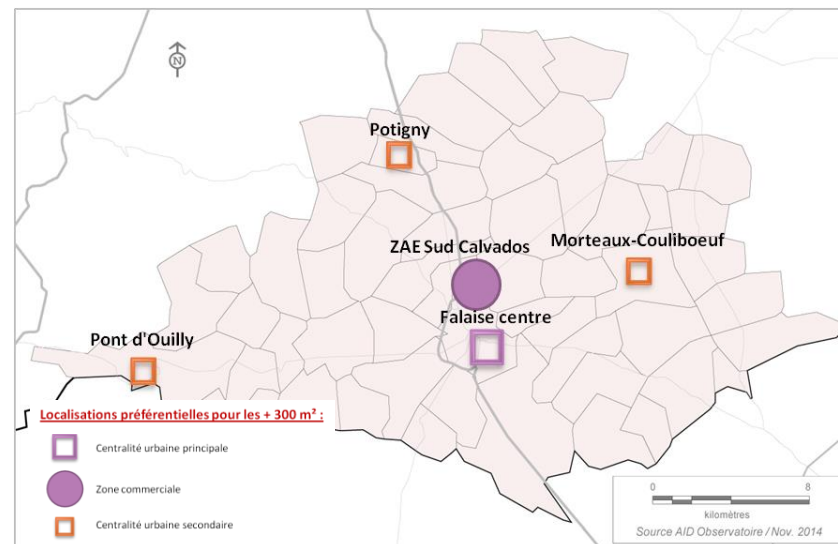 N
Potigny
ZAE Sud Calvados
Morteaux-Couliboeuf
Falaise centre
Pont d'Ouilly
Localisations préférentielles pour les + 300 m² :
Centralité urbaine principale
Zone commerciale
Centralité urbaine secondaire
0 8
kilomètres
Source AID Observatoire / Nov. 2014